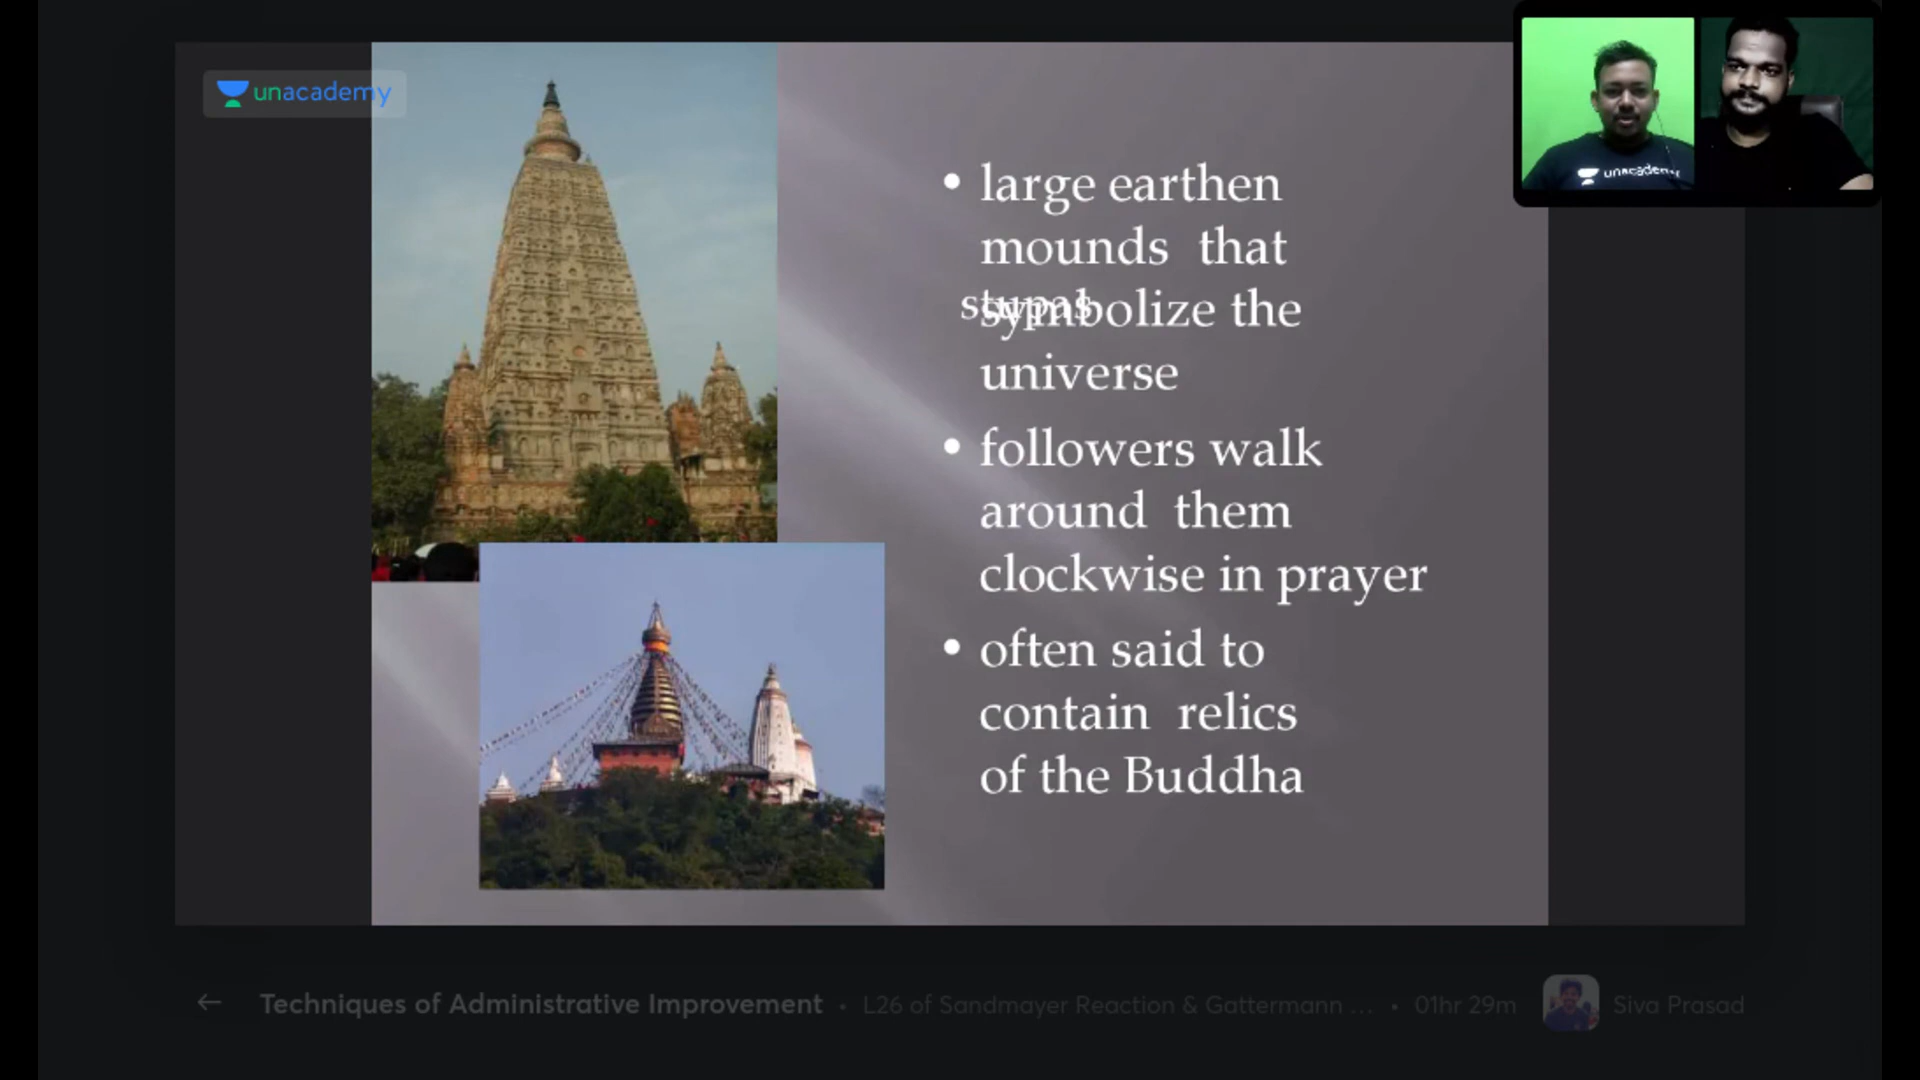 unacademy
unacademy
• large earthen
mounds that
stupas
symbolize the
universe
• followers walk
around them
clockwise in prayer
• often said to
contain relics
of the Buddha
← Techniques of Administrative Improvement • L26 of Sandmayer Reaction & Gattermann ... • 01hr 29m Siva Prasad